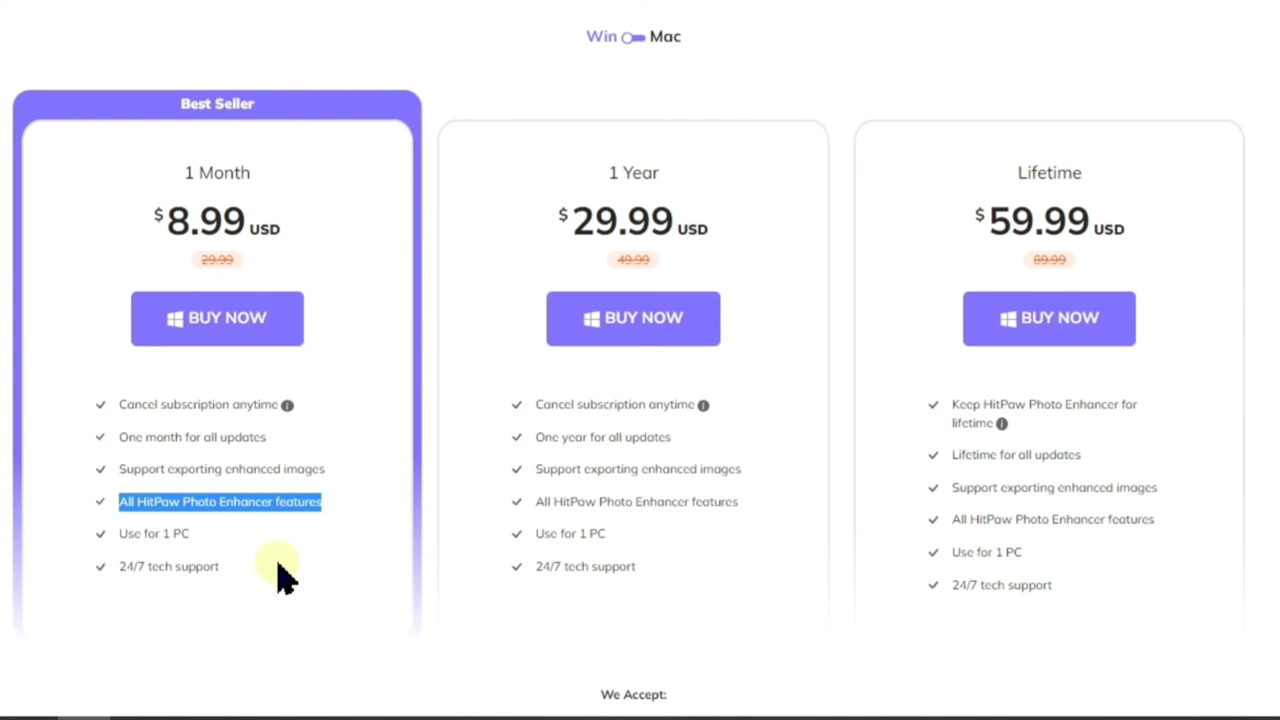 Win Mac
Best Seller
1 Month
$ 8.99 USD
29.99
BUY NOW
Cancel subscription anytime
One month for all updates
Support exporting enhanced images
All HitPaw Photo Enhancer features
Use for 1 PC
24/7 tech support
1 Year
$ 29.99 USD
49.99
BUY NOW
Cancel subscription anytime
One year for all updates
Support exporting enhanced images
All HitPaw Photo Enhancer features
Use for 1 PC
24/7 tech support
Lifetime
$ 59.99 USD
89.99
BUY NOW
Keep HitPaw Photo Enhancer for
lifetime
Lifetime for all updates
Support exporting enhanced images
All HitPaw Photo Enhancer features
Use for 1 PC
24/7 tech support
We Accept: